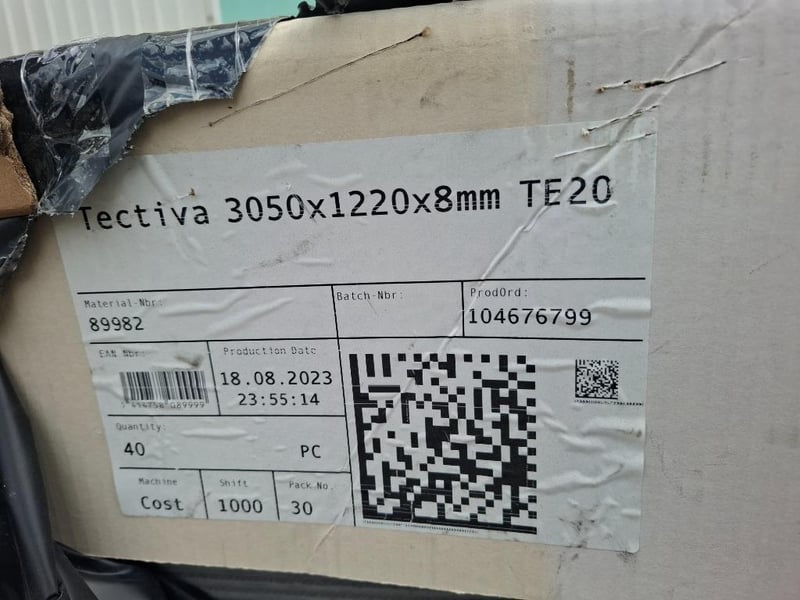 Tectiva 3050x1220x8mm TE20
Material-Nbr:
89982
Batch-Nbr:
ProdOrd:
104676799
EAN Nbr:
Production Date
18.08.2023
23:55:14
Quantity:
40 PC
Machine
Cost
Shift
1000
Pack No.
30